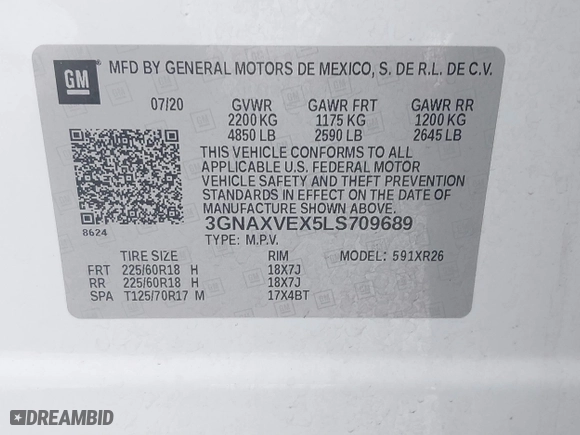 GM
MFD BY GENERAL MOTORS DE MEXICO, S. DE R.L. DE C.V.
07/20 GVWR GAWR FRT GAWR RR
2200 KG 1175 KG 1200 KG
4850 LB 2590 LB 2645 LB
THIS VEHICLE CONFORMS TO ALL
APPLICABLE U.S. FEDERAL MOTOR
VEHICLE SAFETY AND THEFT PREVENTION
STANDARDS IN EFFECT ON THE DATE OF
MANUFACTURE SHOWN ABOVE.
8624 3GNAXVEX5LS709689
TYPE: M.P.V.
TIRE SIZE RIM MODEL: 591XR26
FRT 225/60R18 H 18X7J
RR 225/60R18 H 18X7J
SPA T125/70R17 M 17X4BT
DREAMBID